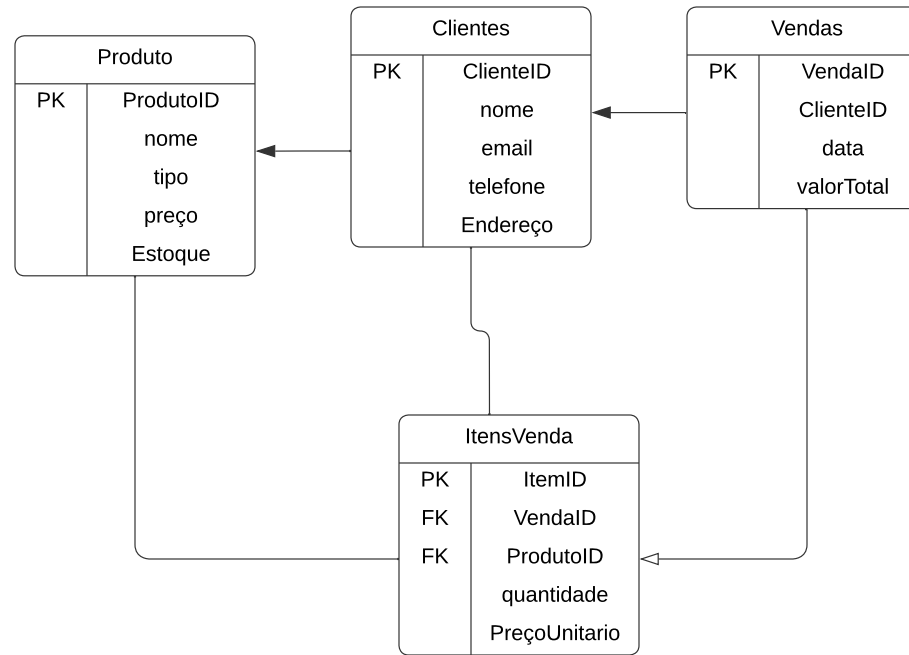 Produto
PK ProdutoID
nome
tipo
preço
Estoque
Clientes
PK ClienteID
nome
email
telefone
Endereço
Vendas
PK VendaID
ClienteID
data
valorTotal
ItensVenda
PK ItemID
FK VendaID
FK ProdutoID
quantidade
PreçoUnitario